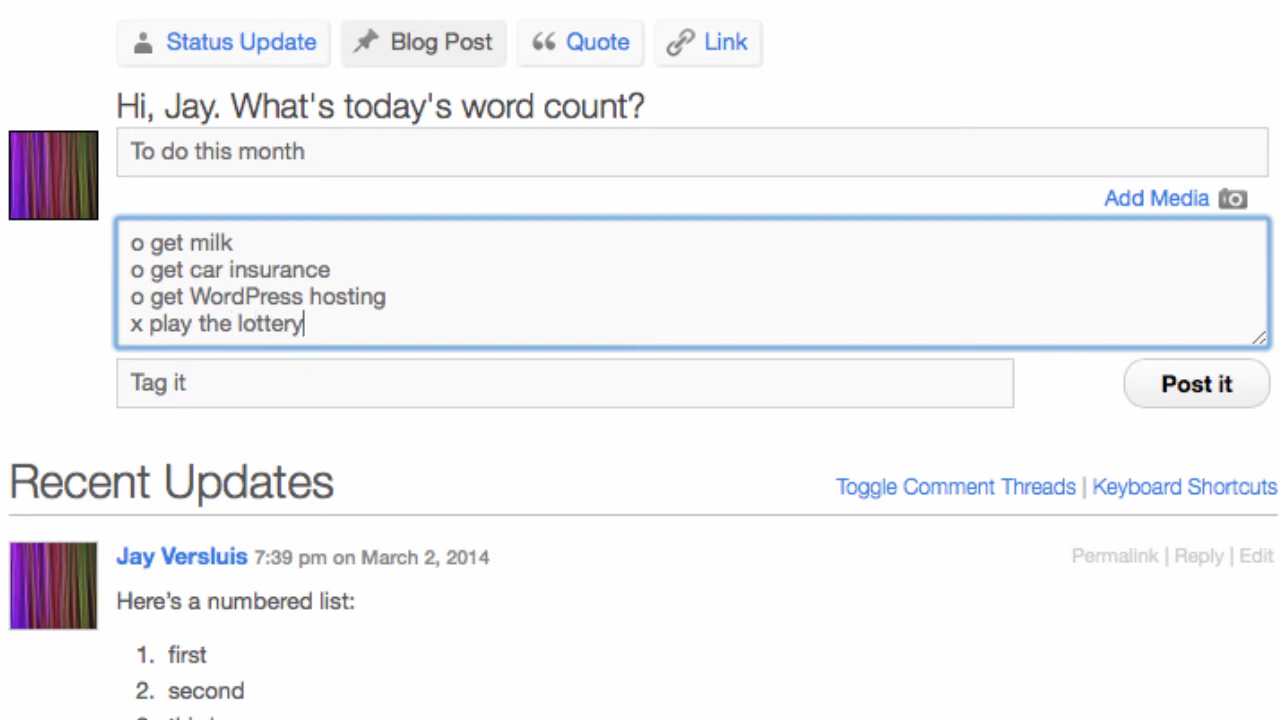 Status Update Blog Post Quote Link
Hi, Jay. What's today's word count?
To do this month
Add Media
o get milk
o get car insurance
o get WordPress hosting
x play the lottery
Tag it Post it
Recent Updates Toggle Comment Threads | Keyboard Shortcuts
Jay Versluis 7:39 pm on March 2, 2014 Permalink | Reply | Edit
Here's a numbered list:
1. first
2. second